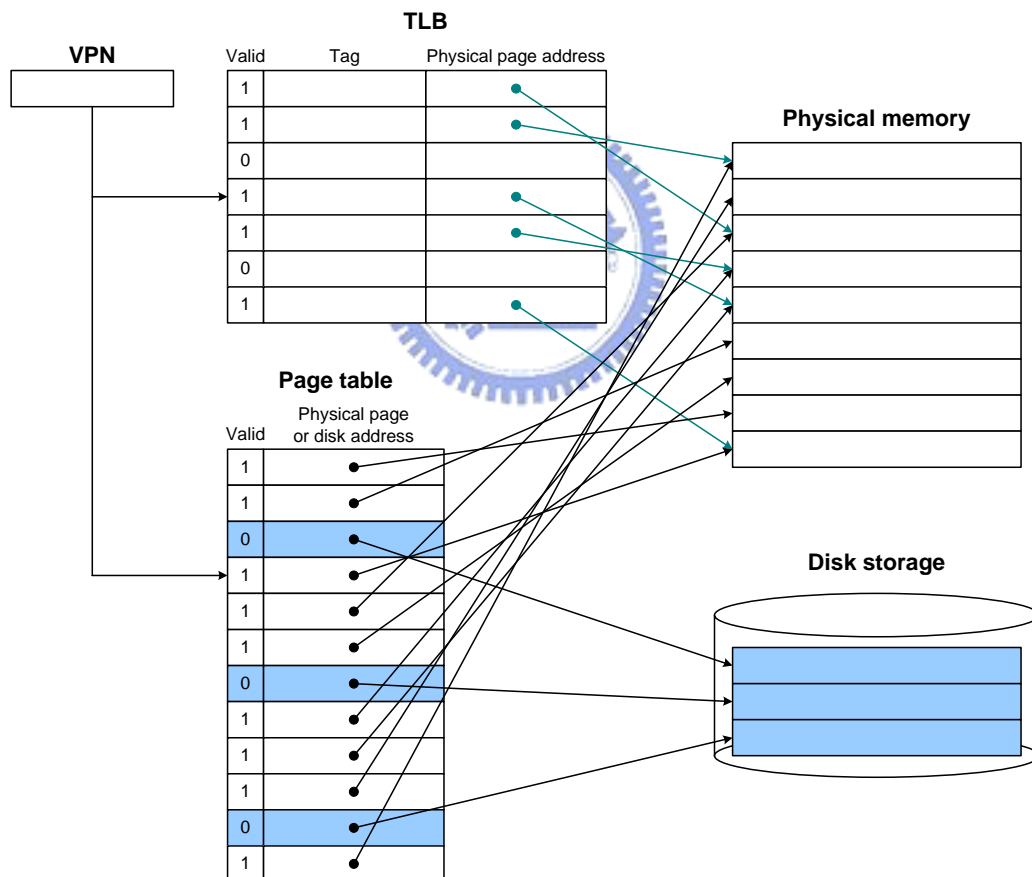 TLB
VPN
Valid Tag Physical page address
1
1
0
1
1
0
1
Physical memory
Page table
Physical page
or disk address
Valid
1
1
0
1
1
1
0
1
1
1
0
1
Disk storage